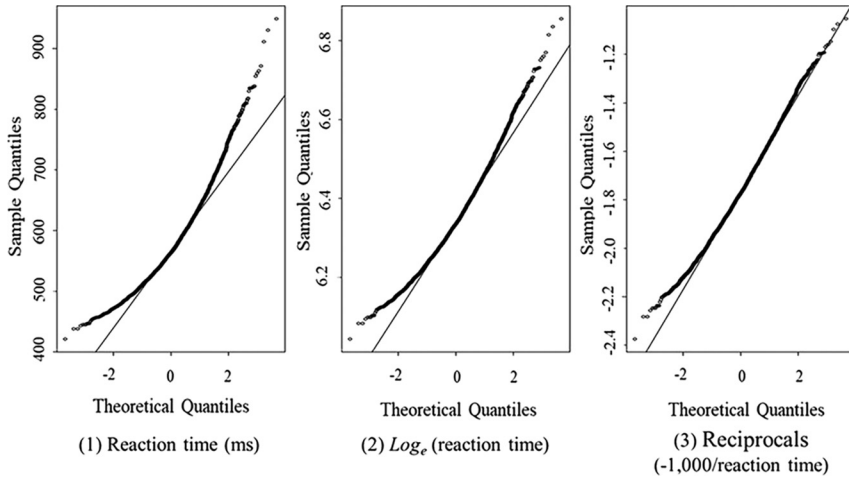 Sample Quantiles
900
800
700
600
500
400
-2
0
2
Theoretical Quantiles
(1) Reaction time (ms)
Sample Quantiles
6.8
6.6
6.4
6.2
-2
0
2
Theoretical Quantiles
(2) Logₑ (reaction time)
Sample Quantiles
-1.2
-1.4
-1.6
-1.8
-2.0
-2.2
-2.4
-2
0
2
Theoretical Quantiles
(3) Reciprocals
(-1,000/reaction time)